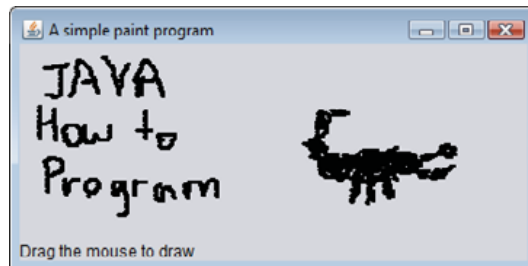 A simple paint program
JAVA
How to
Program
Drag the mouse to draw